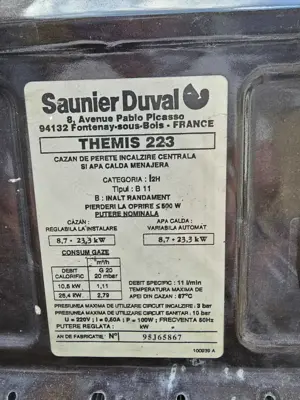 Saunier Duval
8, Avenue Pablo Picasso
94132 Fontenay-sous-Bois - FRANCE
THEMIS 223
CAZAN DE PERETE INCALZIRE CENTRALA
SI APA CALDA MENAJERA
CATEGORIA : I2H
Tipul : B 11
B : INALT RANDAMENT
PIERDERI LA OPRIRE ≤ 500 W
PUTERE NOMINALA
CAZAN: APA CALDA:
REGLABILA LA INSTALARE VARIABILA AUTOMAT
8,7 - 23,3 kW 8,7 - 23,3 kW
CONSUM GAZE
m³/h
DEBIT CALORIFIC G 20 20 mbar
10,5 kW 1,11
26,4 kW 2,79
DEBIT SPECIFIC : 11 l/min
TEMPERATURA MAXIMA DE
APEI DIN CAZAN : 87°C
PRESIUNEA MAXIMA DE UTILIZARE CIRCUIT INCALZIRE : 3 bar
PRESIUNEA MAXIMA DE UTILIZARE CIRCUIT SANITAR : 10 bar
U = 220V ; I = 0,50A ; P = 100W ; FRECVENTA 50Hz
PUTERE REGLATA : kW
AN DE FABRICATIE N° 95J65867
100239 A